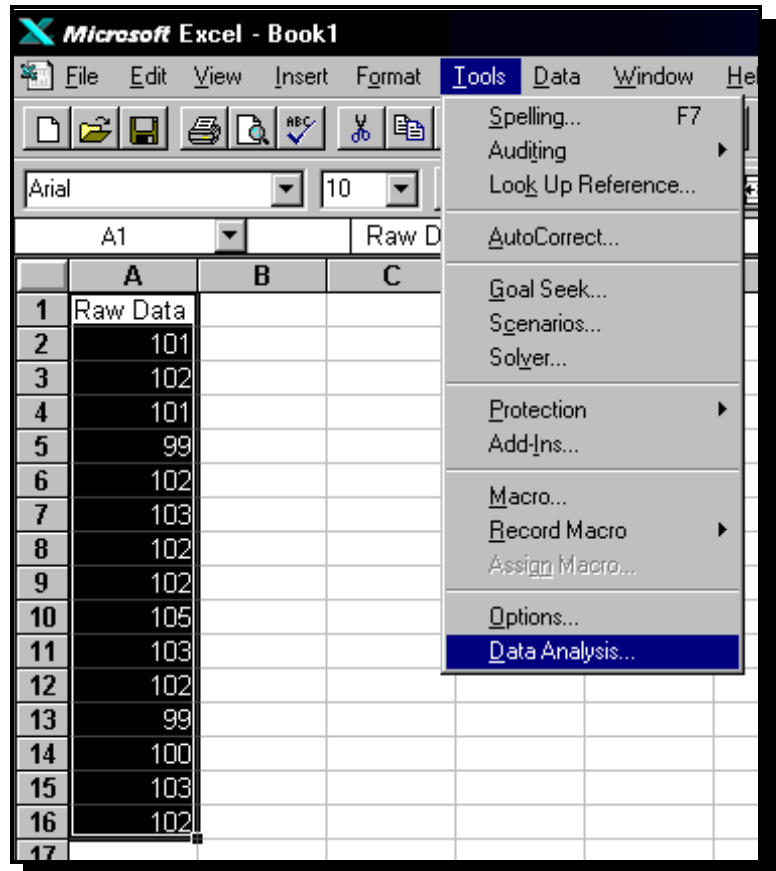 Microsoft Excel - Book1
File Edit View Insert Format Tools Data Window Hel
ABC
Arial 10
A1 Raw D
Spelling... F7
Auditing
Look Up Reference...
AutoCorrect...
Goal Seek...
Scenarios...
Solver...
Protection
Add-Ins...
Macro...
Record Macro
Assign Macro...
Options...
Data Analysis...
A B C
1 Raw Data
2 101
3 102
4 101
5 99
6 102
7 103
8 102
9 102
10 105
11 103
12 102
13 99
14 100
15 103
16 102
17